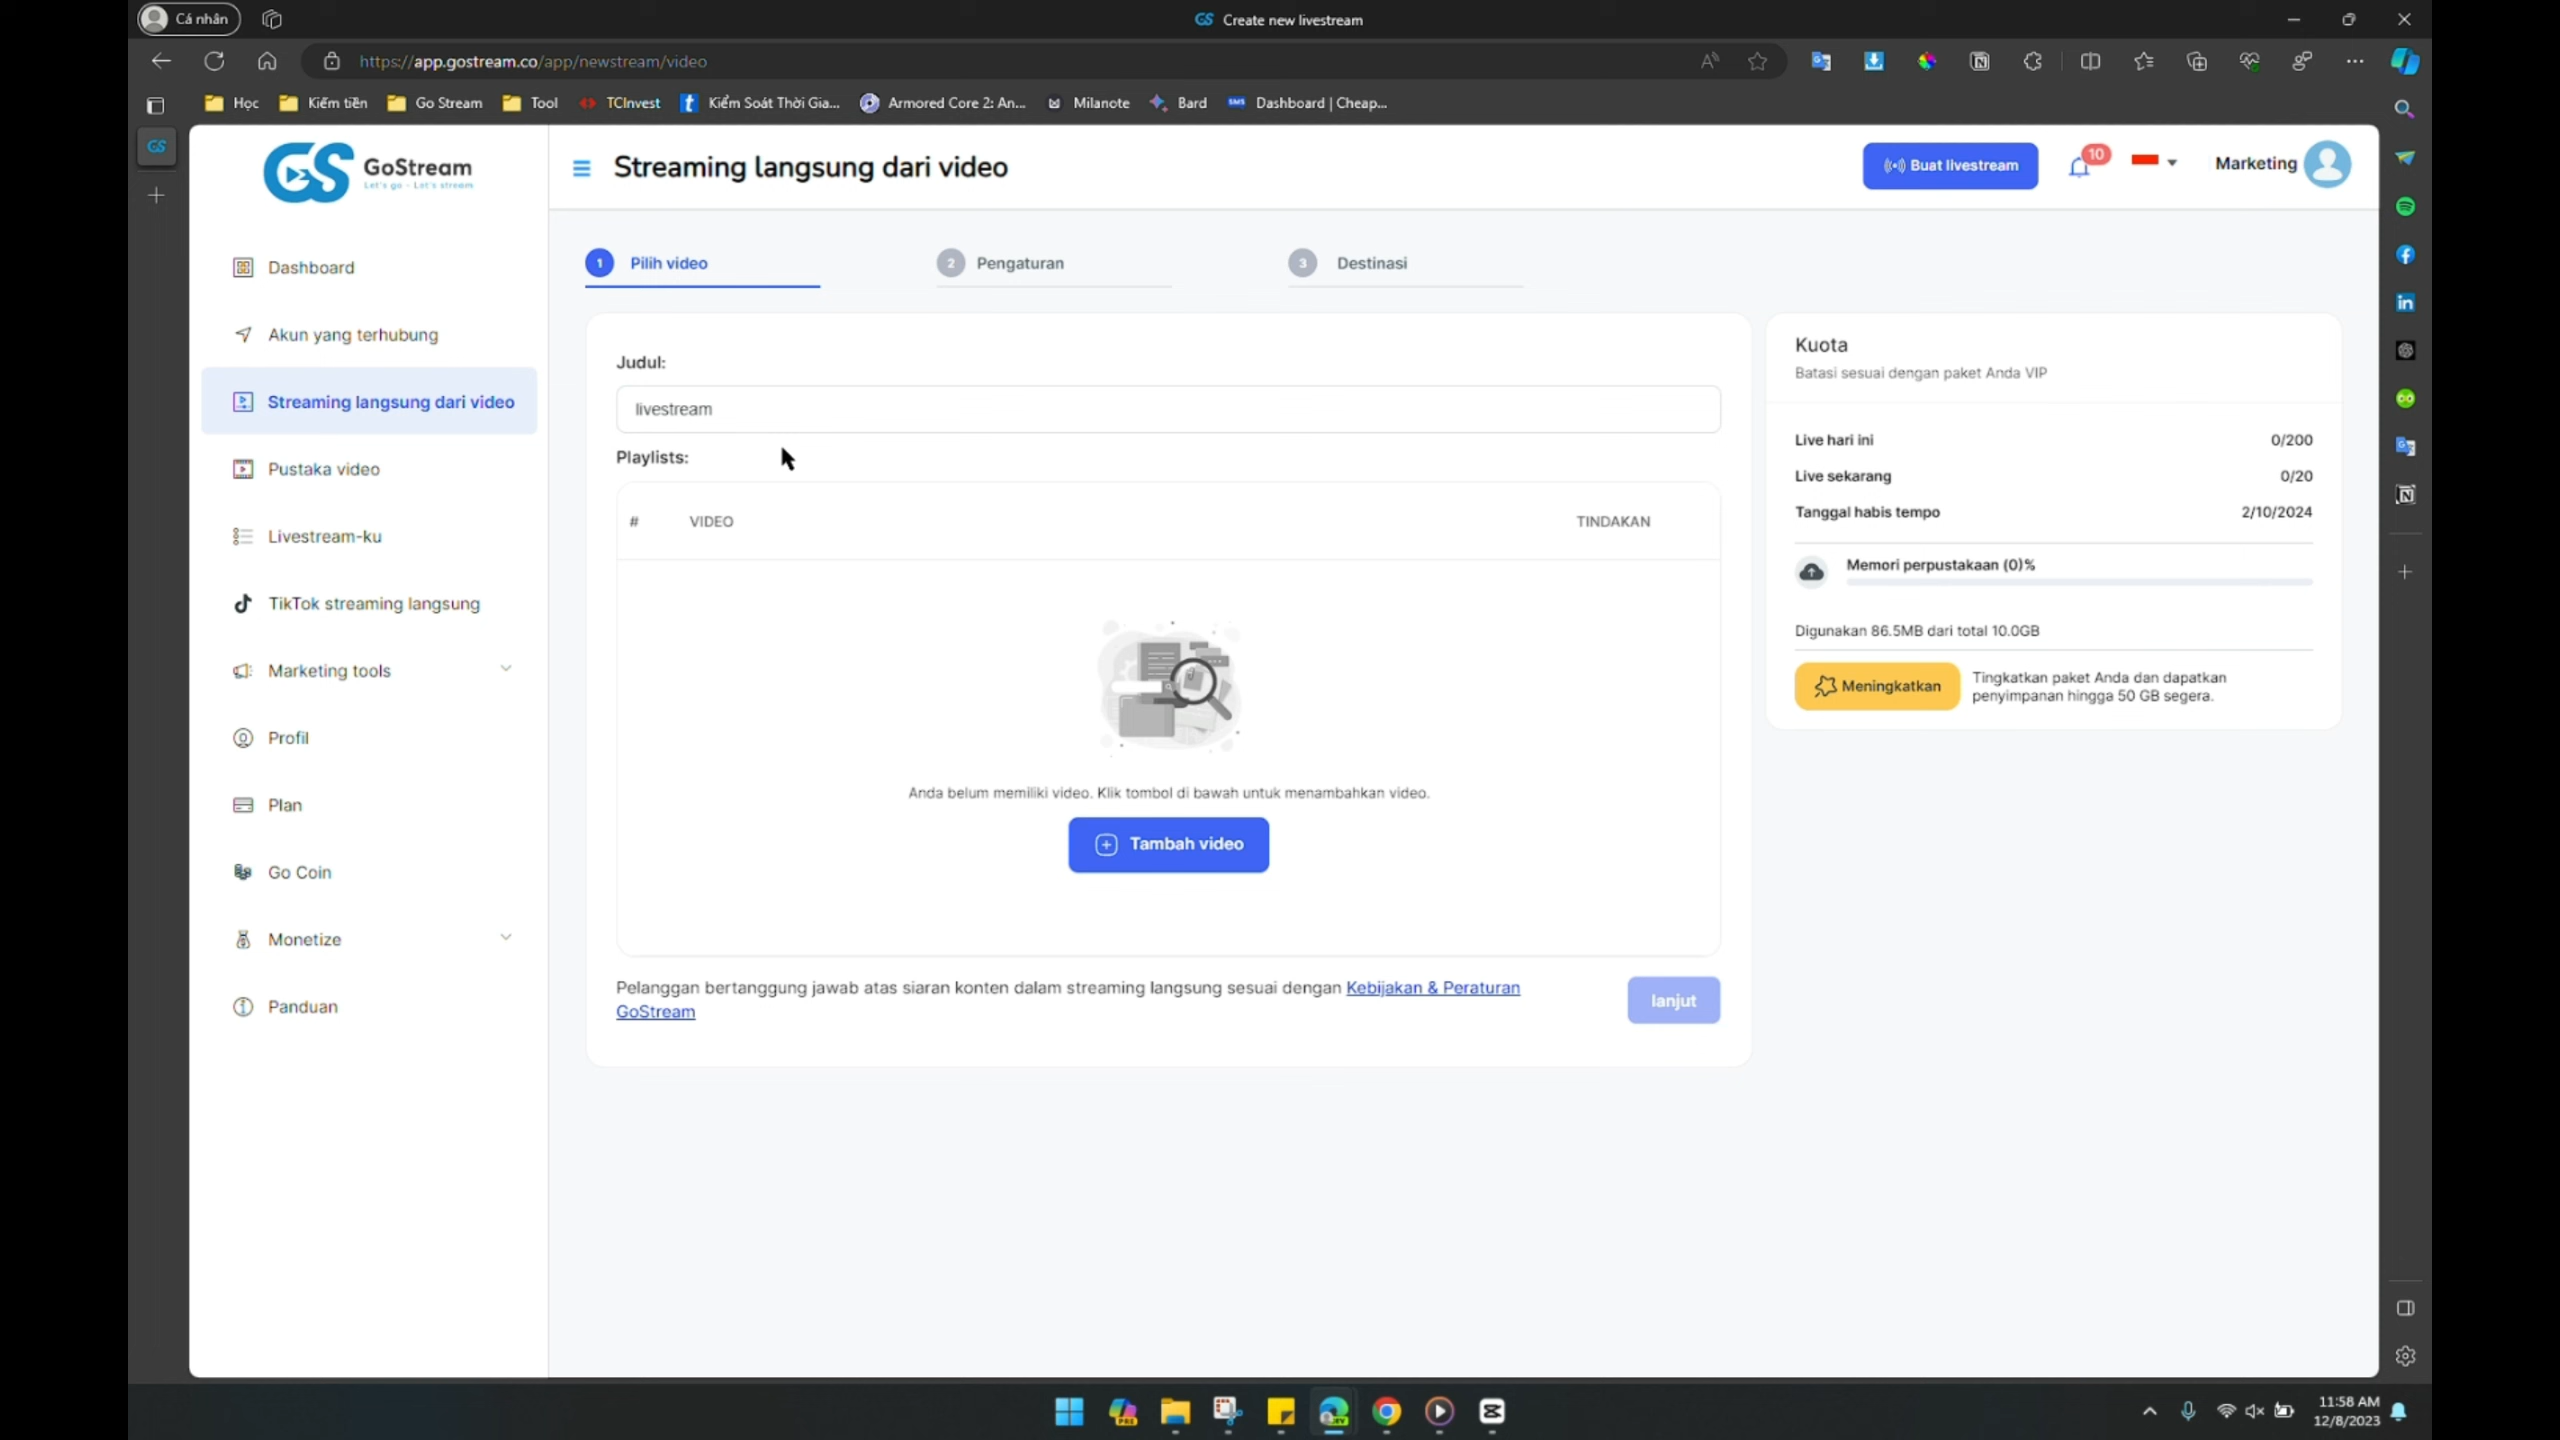 Cá nhân
Create new livestream
https://app.gostream.co/app/newstream/video
Học
Kiếm tiền
Go Stream
Tool
TCInvest
Kiểm Soát Thời Gia...
Armored Core 2: An...
Milanote
Bard
Dashboard | Cheap...
GoStream
Let's go - Let's stream
Streaming langsung dari video
Buat livestream
10
Marketing
Dashboard
Akun yang terhubung
Streaming langsung dari video
Pustaka video
Livestream-ku
TikTok streaming langsung
Marketing tools
Profil
Plan
Go Coin
Monetize
Panduan
1 Pilih video
2 Pengaturan
3 Destinasi
Judul:
livestream
Playlists:
# VIDEO TINDAKAN
Anda belum memiliki video. Klik tombol di bawah untuk menambahkan video.
Tambah video
Pelanggan bertanggung jawab atas siaran konten dalam streaming langsung sesuai dengan Kebijakan & Peraturan
GoStream
lanjut
Kuota
Batasi sesuai dengan paket Anda VIP
Live hari ini 0/200
Live sekarang 0/20
Tanggal habis tempo 2/10/2024
Memori perpustakaan (0)%
Digunakan 86.5MB dari total 10.0GB
Meningkatkan
Tingkatkan paket Anda dan dapatkan
penyimpanan hingga 50 GB segera.
11:58 AM
12/8/2023